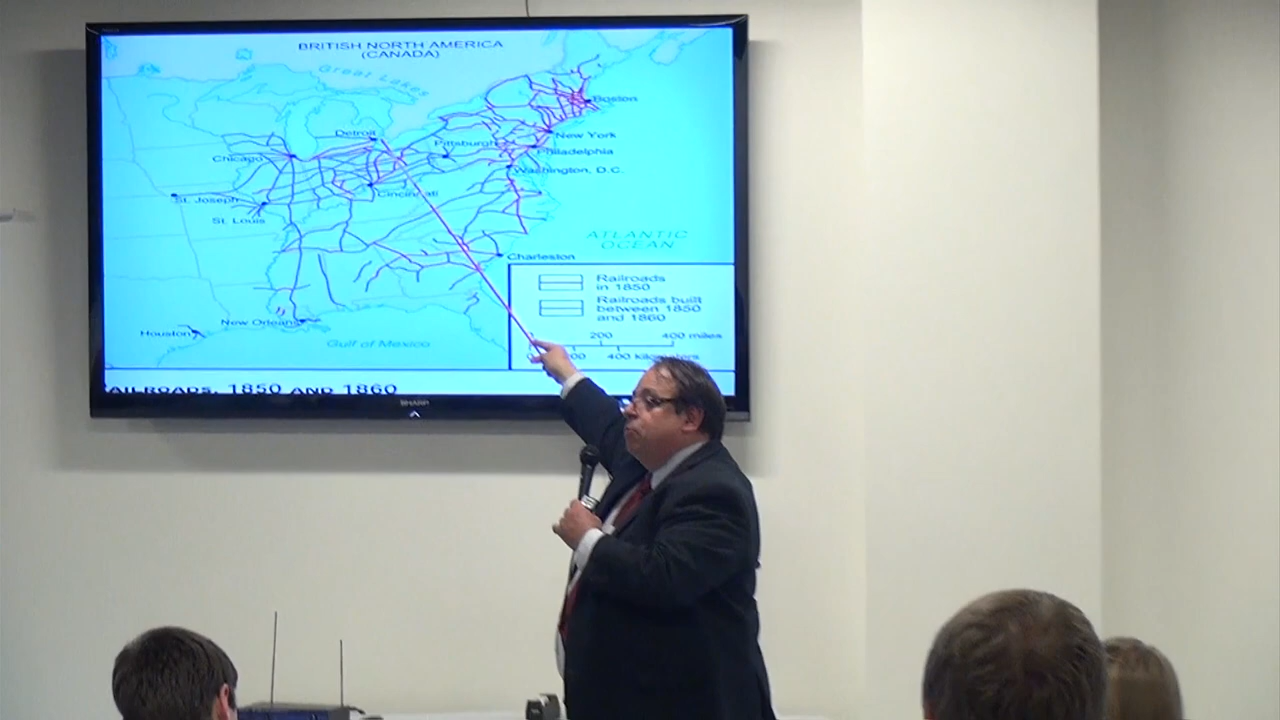 BRITISH NORTH AMERICA
(CANADA)
Great Lakes
Boston
Detroit
New York
Pittsburgh
Philadelphia
Chicago
Washington, D.C.
Cincinnati
St. Joseph
St. Louis
ATLANTIC
OCEAN
Charleston
Railroads
in 1850
Railroads built
between 1850
and 1860
New Orleans
Houston
Gulf of Mexico
200 400 miles
400 kilometers
RAILROADS, 1850 AND 1860
SHARP